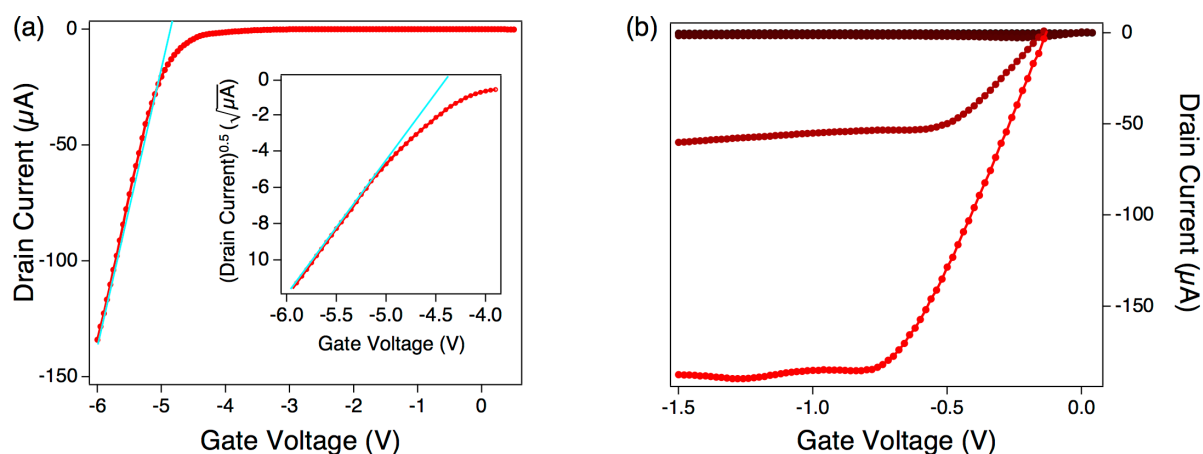 (a)
0
-50
-100
-150
Drain Current (μA)
-6 -5 -4 -3 -2 -1 0
Gate Voltage (V)
0
-2
-4
-6
-8
10
(Drain Current)^0.5 (√μA)
-6.0 -5.5 -5.0 -4.5 -4.0
Gate Voltage (V)
(b)
0
-50
-100
-150
Drain Current (μA)
-1.5 -1.0 -0.5 0.0
Gate Voltage (V)